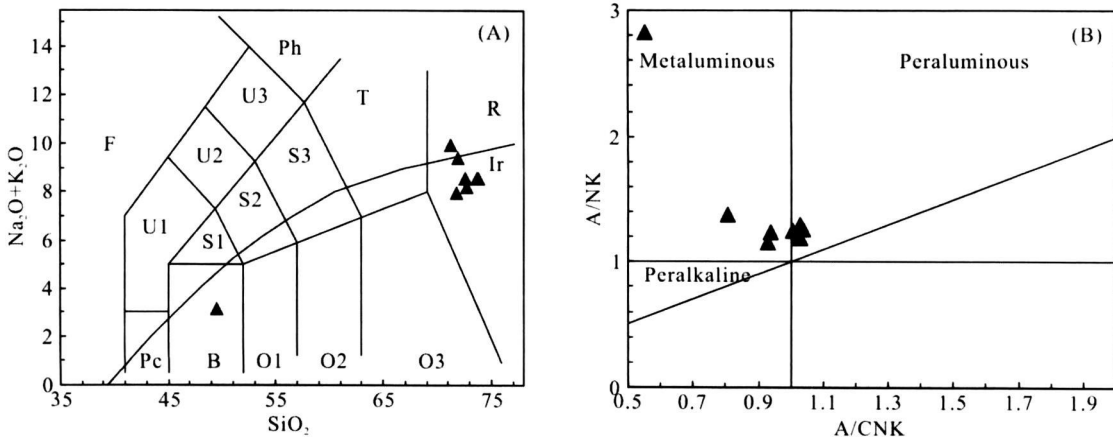 (A)
Na₂O+K₂O
14
12
10
8
6
4
2
0
Ph
U3
T
F
R
U2
S3
Ir
U1
S2
S1
Pc
B
O1
O2
O3
35
45
55
65
75
SiO₂
(B)
A/NK
3
2
1
0
Metaluminous
Peraluminous
Peralkaline
0.5
0.7
0.9
1.1
1.3
1.5
1.7
1.9
A/CNK